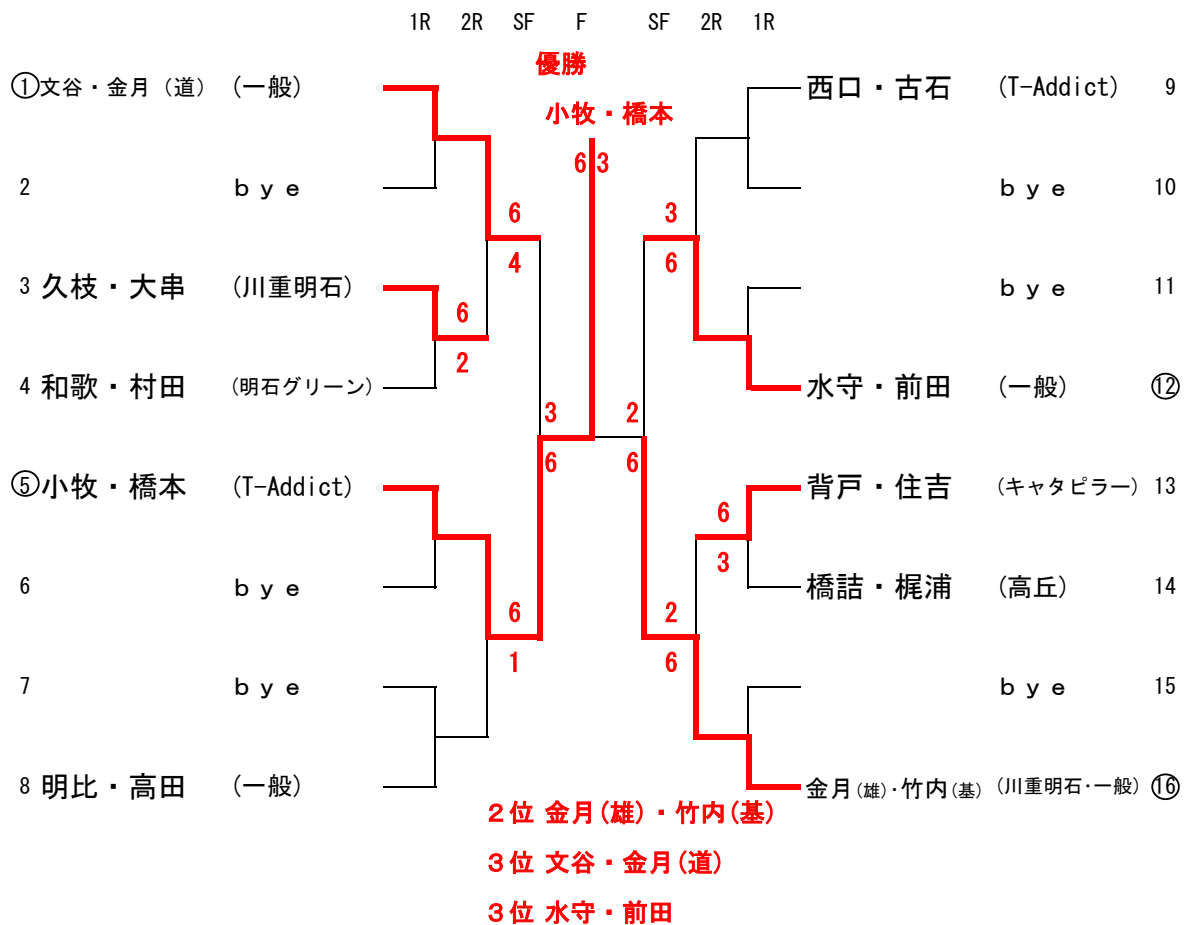 1R 2R SF F SF 2R 1R
優勝
①文谷・金月(道) (一般) 西口・古石 (T-Addict) 9
小牧・橋本
6 3
2 ｂｙｅ ｂｙｅ 10
6 3
4 6
3 久枝・大串 (川重明石) ｂｙｅ 11
6
2
4 和歌・村田 (明石グリーン) 水守・前田 (一般) ⑫
3 2
6 6
⑤小牧・橋本 (T-Addict) 背戸・住吉 (キャタピラー) 13
6
3
6 ｂｙｅ 橋詰・梶浦 (高丘) 14
6 2
1 6
7 ｂｙｅ ｂｙｅ 15
8 明比・高田 (一般) 金月(雄)・竹内(基) (川重明石・一般) ⑯
２位 金月(雄)・竹内(基)
３位 文谷・金月(道)
３位 水守・前田